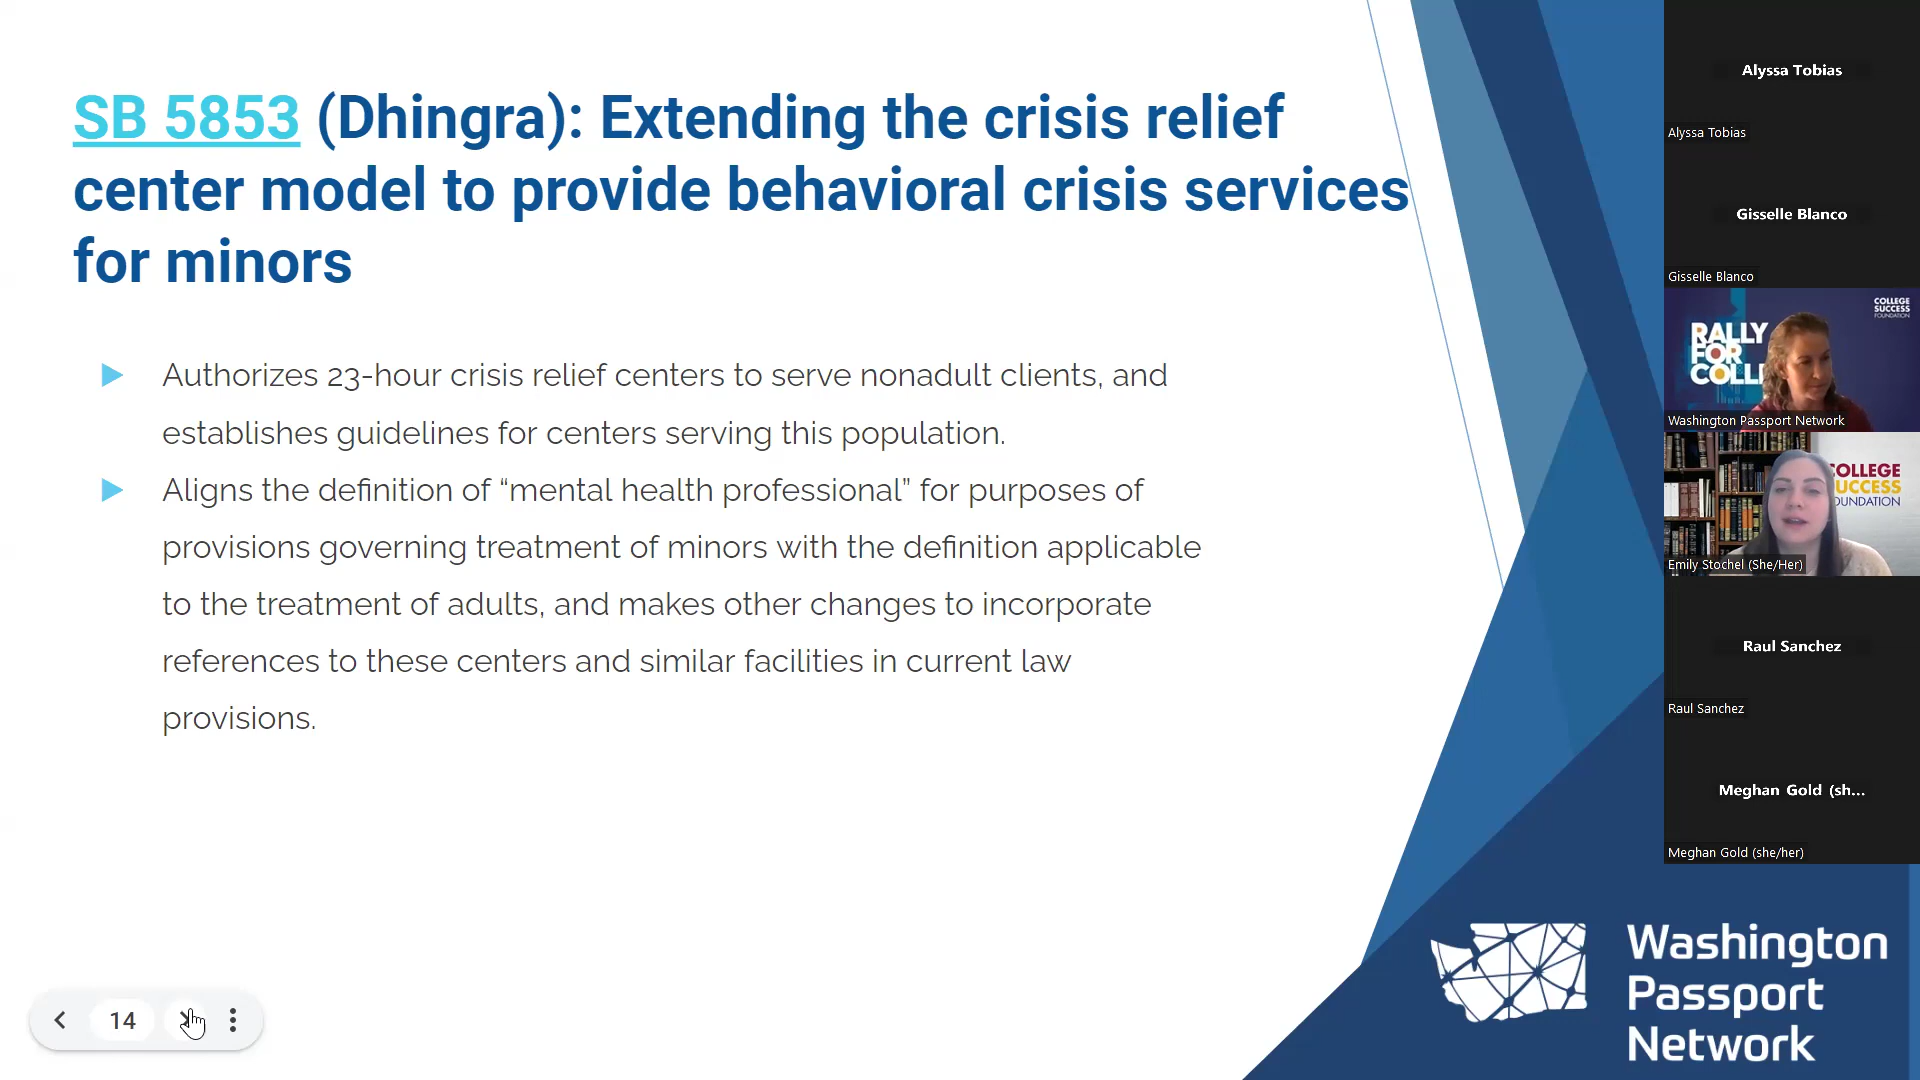 SB 5853 (Dhingra): Extending the crisis relief
center model to provide behavioral crisis services
for minors
Authorizes 23-hour crisis relief centers to serve nonadult clients, and
establishes guidelines for centers serving this population.
Aligns the definition of “mental health professional” for purposes of
provisions governing treatment of minors with the definition applicable
to the treatment of adults, and makes other changes to incorporate
references to these centers and similar facilities in current law
provisions.
14
Alyssa Tobias
Alyssa Tobias
Gisselle Blanco
Gisselle Blanco
COLLEGE
SUCCESS
FOUNDATION
RALLY
FOR
COLL
Washington Passport Network
COLLEGE
UCCESS
OUNDATION
Emily Stochel (She/Her)
Raul Sanchez
Raul Sanchez
Meghan Gold (sh...
Meghan Gold (she/her)
Washington
Passport
Network